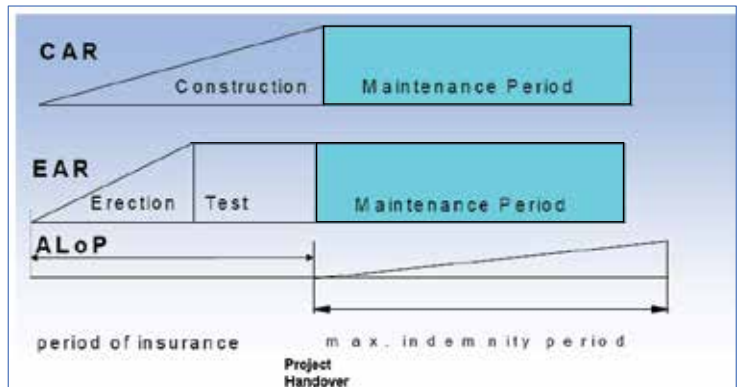 CAR
Construction Maintenance Period
EAR
Erection Test Maintenance Period
ALoP
period of insurance max. indemnity period
Project
Handover